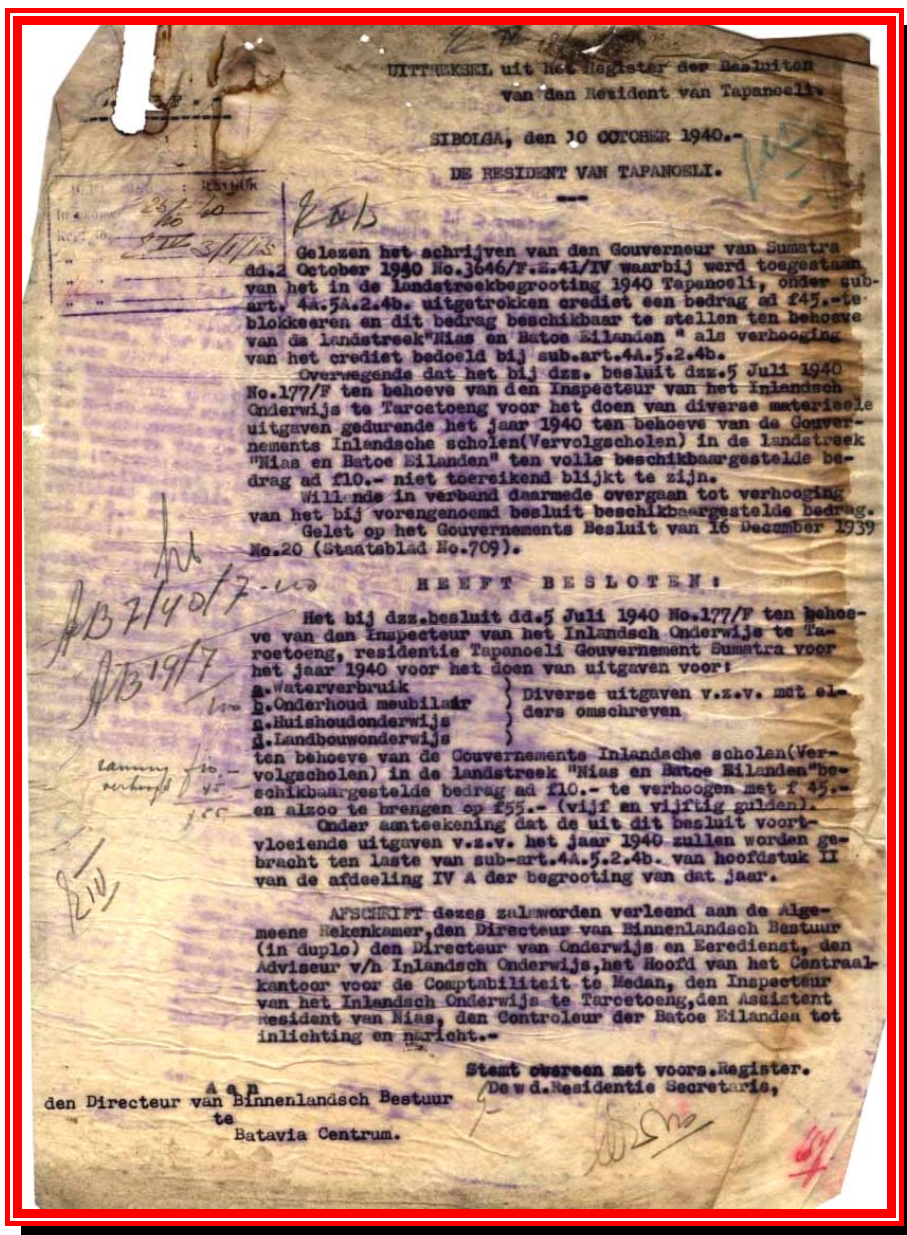 UITTREKSEL uit het Register der Besluiten
van den Resident van Tapanoeli.
SIBOLGA, den 10 OCTOBER 1940.-
DE RESIDENT VAN TAPANOELI.
Gelezen het schrijven van den Gouverneur van Sumatra
dd.2 October 1940 No.3646/F.Z.41/IV waarbij werd toegestaan
van het in de landstreekbegrooting 1940 Tapanoeli, onder sub-
art. 4A.5A.2.4b. uitgetrokken crediet een bedrag ad f45.-te
blokkeeren en dit bedrag beschikbaar te stellen ten behoeve
van de landstreek"Nias en Batoe Eilanden " als verhooging
van het crediet bedoeld bij sub.art.4A.5.2.4b.
Overwegende dat het bij dzz. besluit dzz.5 Juli 1940
No.177/F ten behoeve van den Inspecteur van het Inlandsch
Onderwijs te Taroetoeng voor het doen van diverse materieele
uitgaven gedurende het jaar 1940 ten behoeve van de Gouver-
nements Inlandsche scholen(Vervolgscholen) in de landstreek
"Nias en Batoe Eilanden" ten volle beschikbaargestelde be-
drag ad f10.- niet toereikend blijkt te zijn.
Willende in verband daarmede overgaan tot verhooging
van het bij vorengenoemd besluit beschikbaargestelde bedrag.
Gelet op het Gouvernements Besluit van 16 December 1939
No.20 (Staatsblad No.709).
HEEFT BESLOTEN:
Het bij dzz.besluit dd.5 Juli 1940 No.177/F ten behoe-
ve van den Inspecteur van het Inlandsch Onderwijs te Ta-
roetoeng, residentie Tapanoeli Gouvernement Sumatra voor
het jaar 1940 voor het doen van uitgaven voor:
a.Waterverbruik
b.Onderhoud meubilair
c.Huishoudonderwijs
d.Landbouwonderwijs
Diverse uitgaven v.z.v. met el-
ders omschreven
ten behoeve van de Gouvernements Inlandsche scholen(Ver-
volgscholen) in de landstreek "Nias en Batoe Eilanden"be-
schikbaargestelde bedrag ad f10.- te verhoogen met f 45.-
en alzoo te brengen op f55.- (vijf en vijftig gulden).
Onder aanteekening dat de uit dit besluit voort-
vloeiende uitgaven v.z.v. het jaar 1940 zullen worden ge-
bracht ten laste van sub-art.4A.5.2.4b. van hoofdstuk II
van de afdeeling IV A der begrooting van dat jaar.
AFSCHRIFT dezes zal worden verleend aan de Alge-
meene Rekenkamer,den Directeur van Binnenlandsch Bestuur
(in duplo) den Directeur van Onderwijs en Eeredienst, den
Adviseur v/h Inlandsch Onderwijs,het Hoofd van het Centraal-
kantoor voor de Comptabiliteit te Medan, den Inspecteur
van het Inlandsch Onderwijs te Taroetoeng,den Assistent
Resident van Nias, den Controleur der Batoe Eilanden tot
inlichting en naricht.-
Stemt overeen met voors.Register.
De wd.Residentie Secretaris,
Aan
den Directeur van Binnenlandsch Bestuur
te
Batavia Centrum.
AB 7/40/7
AB 19/7
verhoogd 45